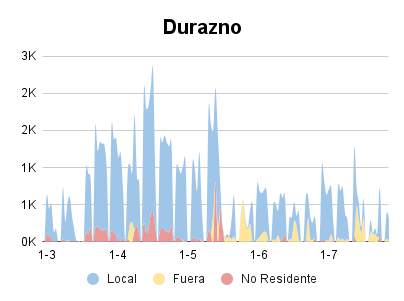 Durazno
3K
2K
2K
1K
1K
0K
1-3
1-4
1-5
1-6
1-7
Local
Fuera
No Residente